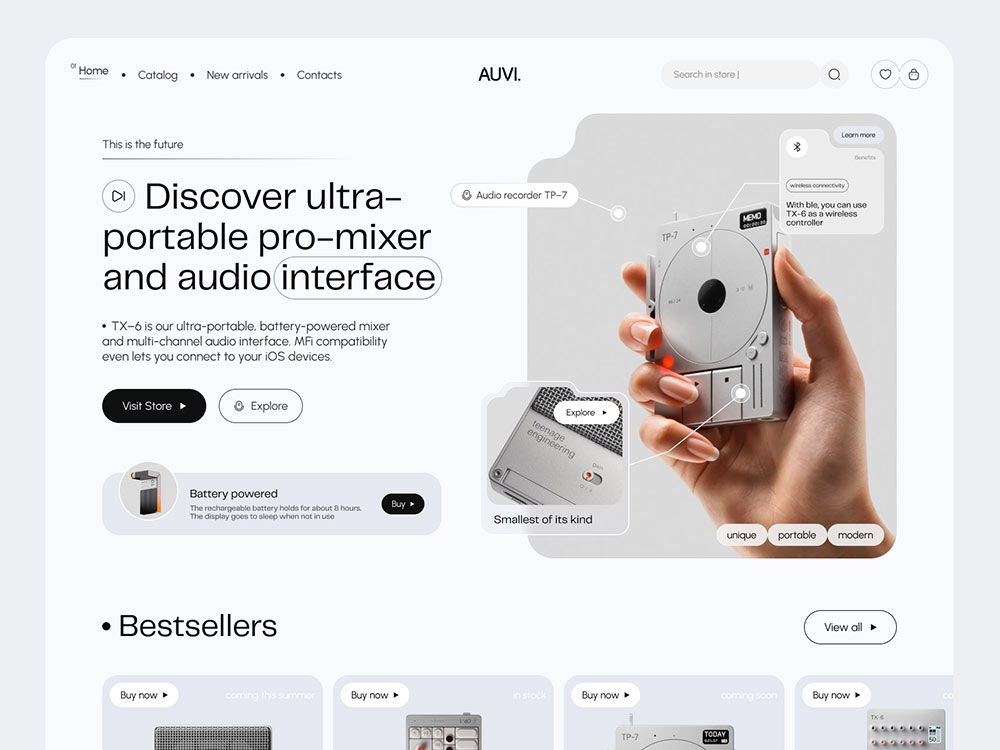 01 Home • Catalog • New arrivals • Contacts
AUVI.
Search in store |
This is the future
Discover ultra-
portable pro-mixer
and audio interface
• TX-6 is our ultra-portable, battery-powered mixer
and multi-channel audio interface. MFi compatibility
even lets you connect to your iOS devices.
Visit Store
Explore
Battery powered
The rechargeable battery holds for about 8 hours.
The display goes to sleep when not in use
Buy
Audio recorder TP-7
Learn more
Benefits
wireless connectivity
With ble, you can use
TX-6 as a wireless
controller
TP-7
MEMO
Explore
teenage
engineering
gain
Smallest of its kind
unique
portable
modern
• Bestsellers
View all
Buy now
coming this summer
Buy now
in stock
Buy now
coming soon
Buy now
co
OP-1
TP-7
TODAY
TX-6
50